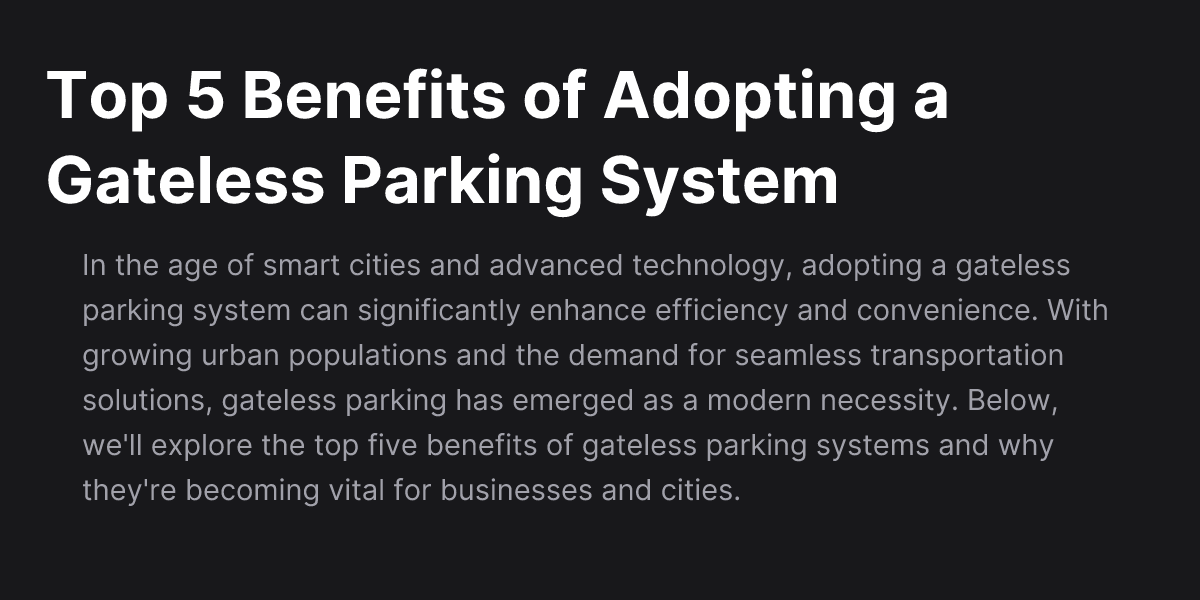 Top 5 Benefits of Adopting a
Gateless Parking System
In the age of smart cities and advanced technology, adopting a gateless
parking system can significantly enhance efficiency and convenience. With
growing urban populations and the demand for seamless transportation
solutions, gateless parking has emerged as a modern necessity. Below,
we'll explore the top five benefits of gateless parking systems and why
they're becoming vital for businesses and cities.